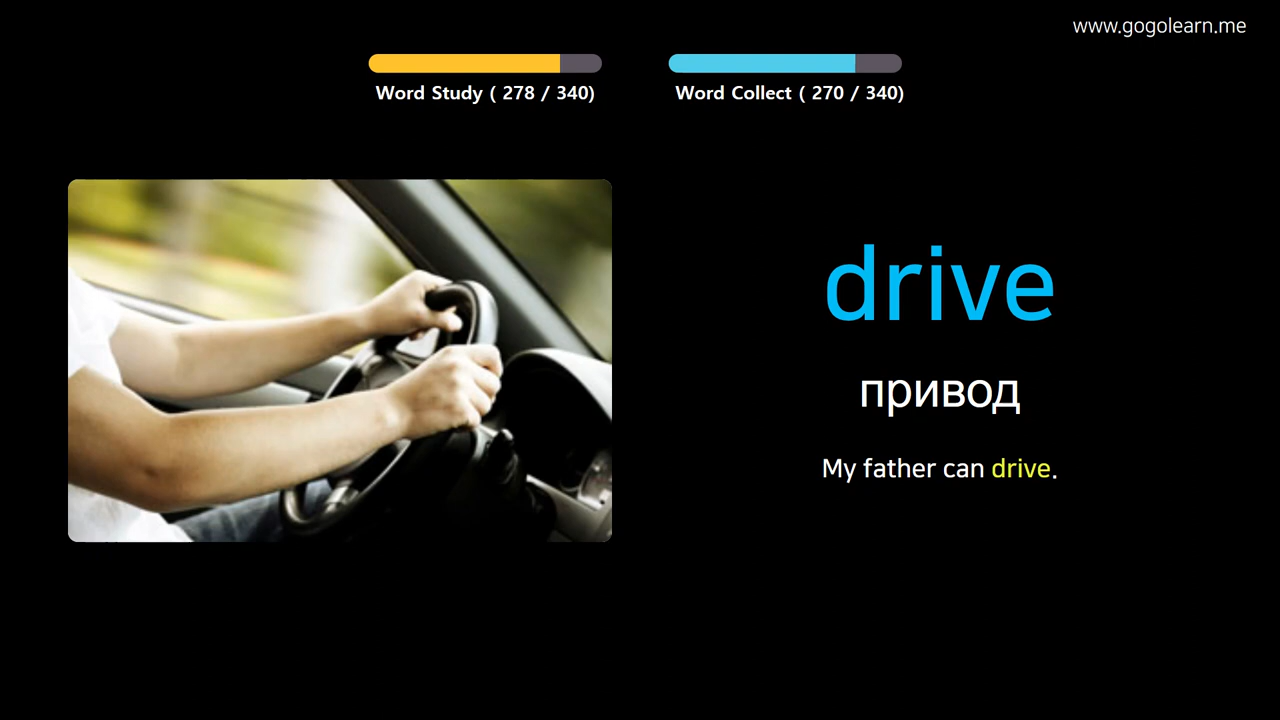 www.gogolearn.me
Word Study ( 278 / 340)
Word Collect ( 270 / 340)
drive
привод
My father can drive.